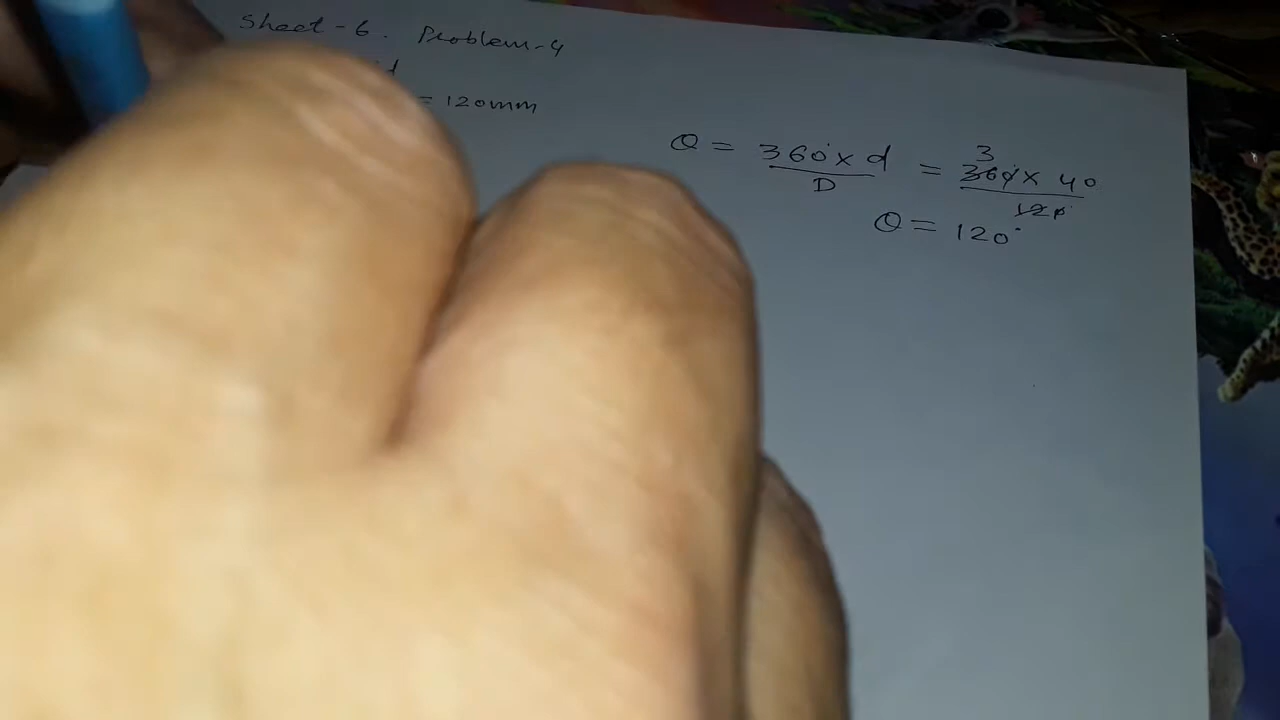 Sheet-6. Problem-4
d
= 120mm
θ = 360° x d / D = 3 360° x 40 / 120
θ = 120°